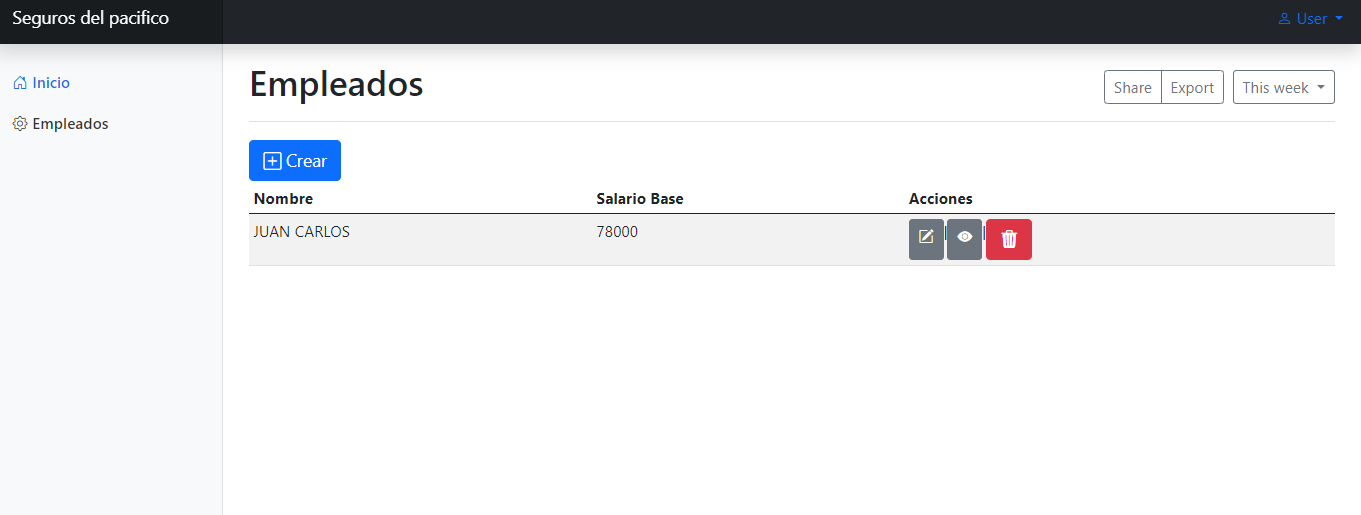 Seguros del pacifico
User
Inicio
Empleados
Empleados
Share Export This week
Crear
Nombre Salario Base Acciones
JUAN CARLOS 78000 | |